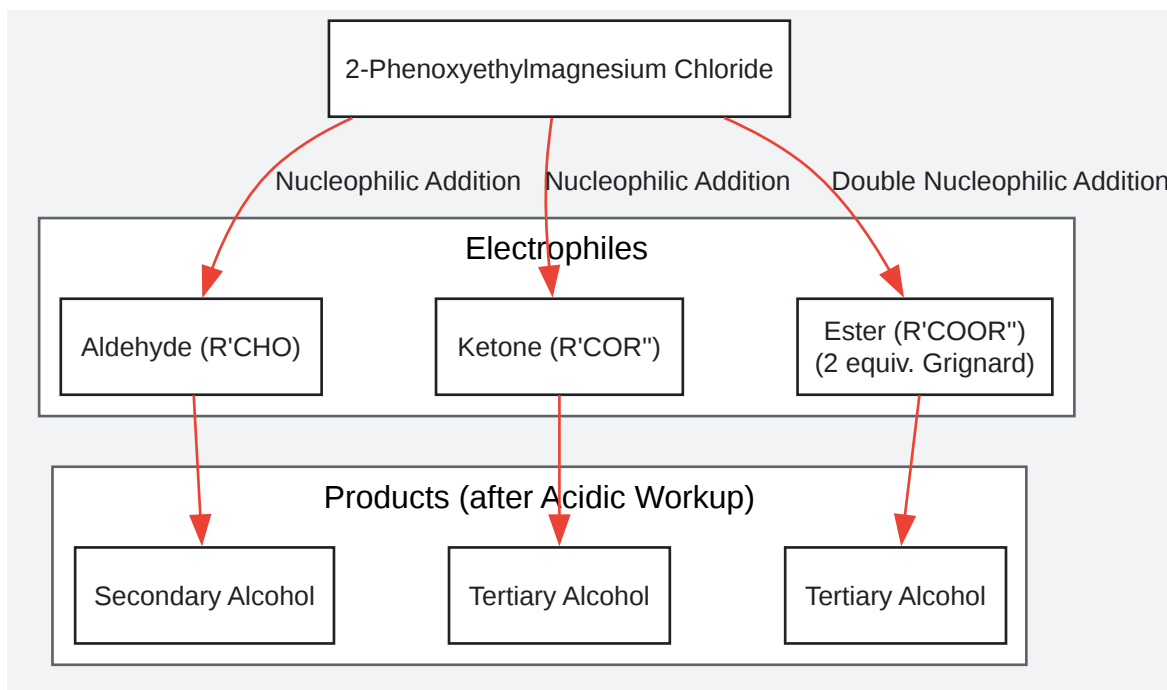 2-Phenoxyethylmagnesium Chloride
Nucleophilic Addition
Nucleophilic Addition
Double Nucleophilic Addition
Electrophiles
Aldehyde (R'CHO)
Ketone (R'COR")
Ester (R'COOR")
(2 equiv. Grignard)
Products (after Acidic Workup)
Secondary Alcohol
Tertiary Alcohol
Tertiary Alcohol